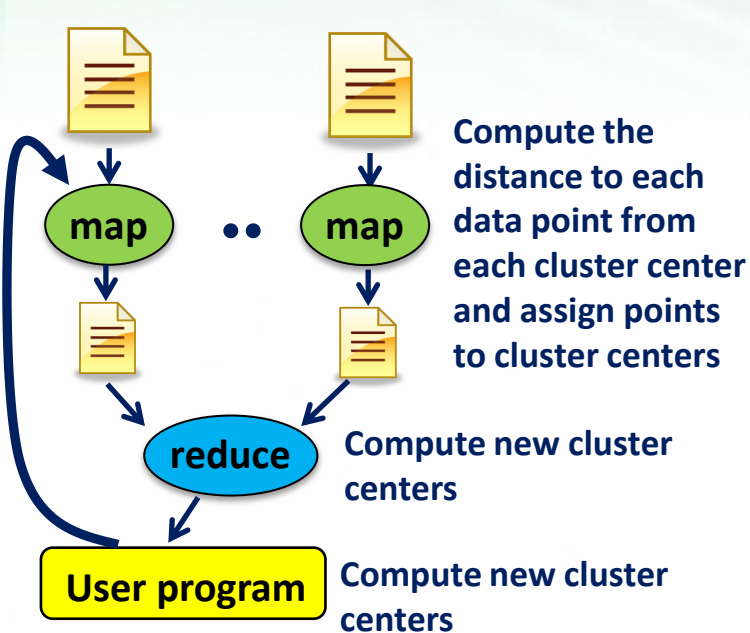 Compute the
distance to each
data point from
each cluster center
and assign points
to cluster centers
map
••
map
reduce
Compute new cluster
centers
User program
Compute new cluster
centers